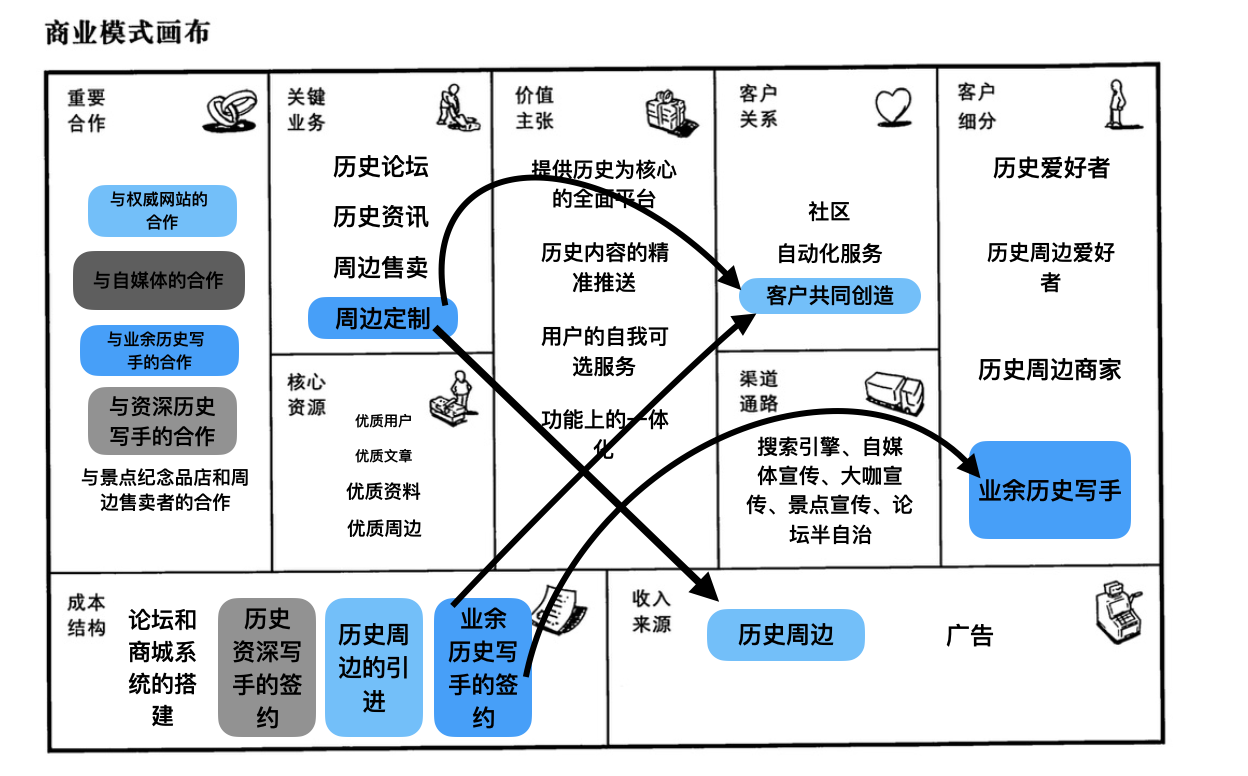 商业模式画布
重要
合作
与权威网站的
合作
与自媒体的合作
与业余历史写
手的合作
与资深历史
写手的合作
与景点纪念品店和周
边售卖者的合作
关键
业务
历史论坛
历史资讯
周边售卖
周边定制
核心
资源
优质用户
优质文章
优质资料
优质周边
价值
主张
提供历史为核心
的全面平台
历史内容的精
准推送
用户的自我可
选服务
功能上的一体
化
客户
关系
社区
自动化服务
客户共同创造
渠道
通路
搜索引擎、自媒
体宣传、大咖宣
传、景点宣传、论
坛半自治
客户
细分
历史爱好者
历史周边爱好
者
历史周边商家
业余历史写手
成本
结构
论坛和
商城系
统的搭
建
历史
资深写
手的签
约
历史周
边的引
进
业余
历史写
手的签
约
收入
来源
历史周边
广告